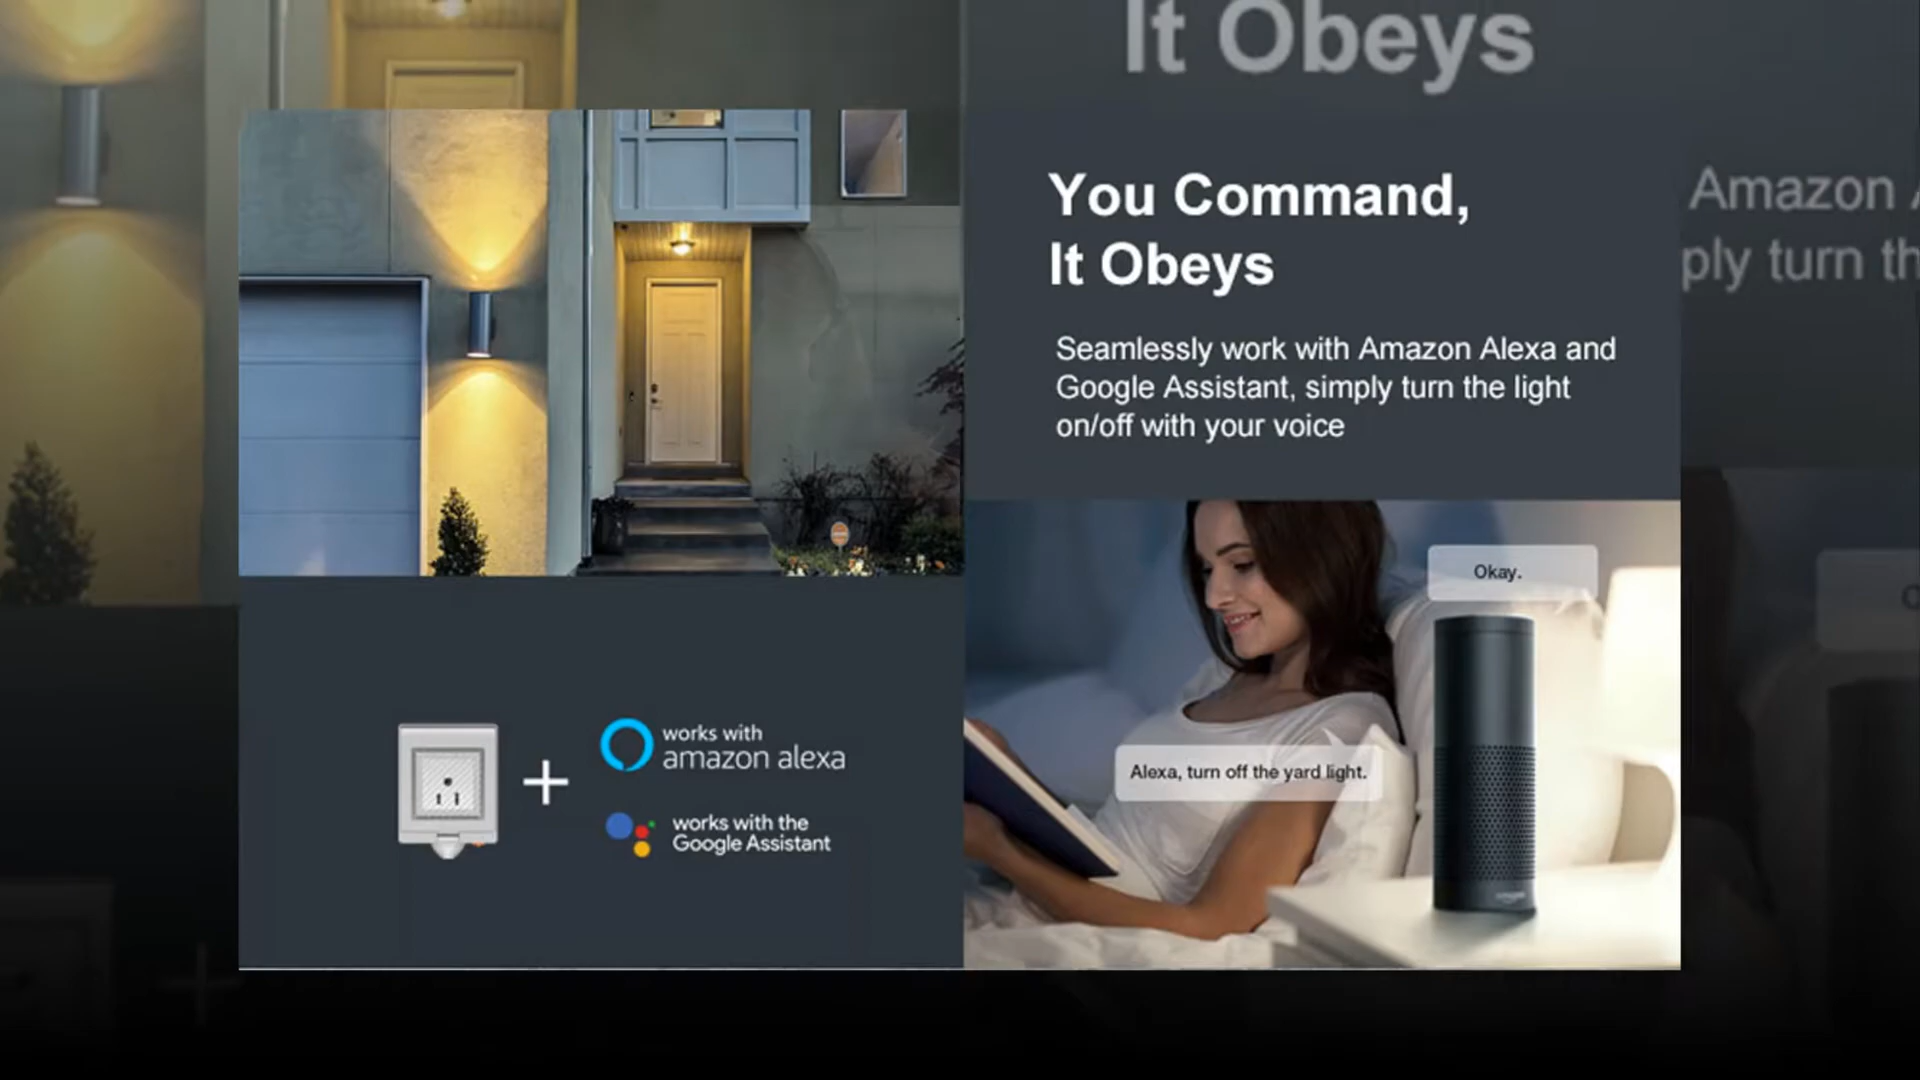 It Obeys
Amazon
ply turn th
You Command,
It Obeys
Seamlessly work with Amazon Alexa and
Google Assistant, simply turn the light
on/off with your voice
Okay.
Alexa, turn off the yard light.
works with
amazon alexa
works with the
Google Assistant